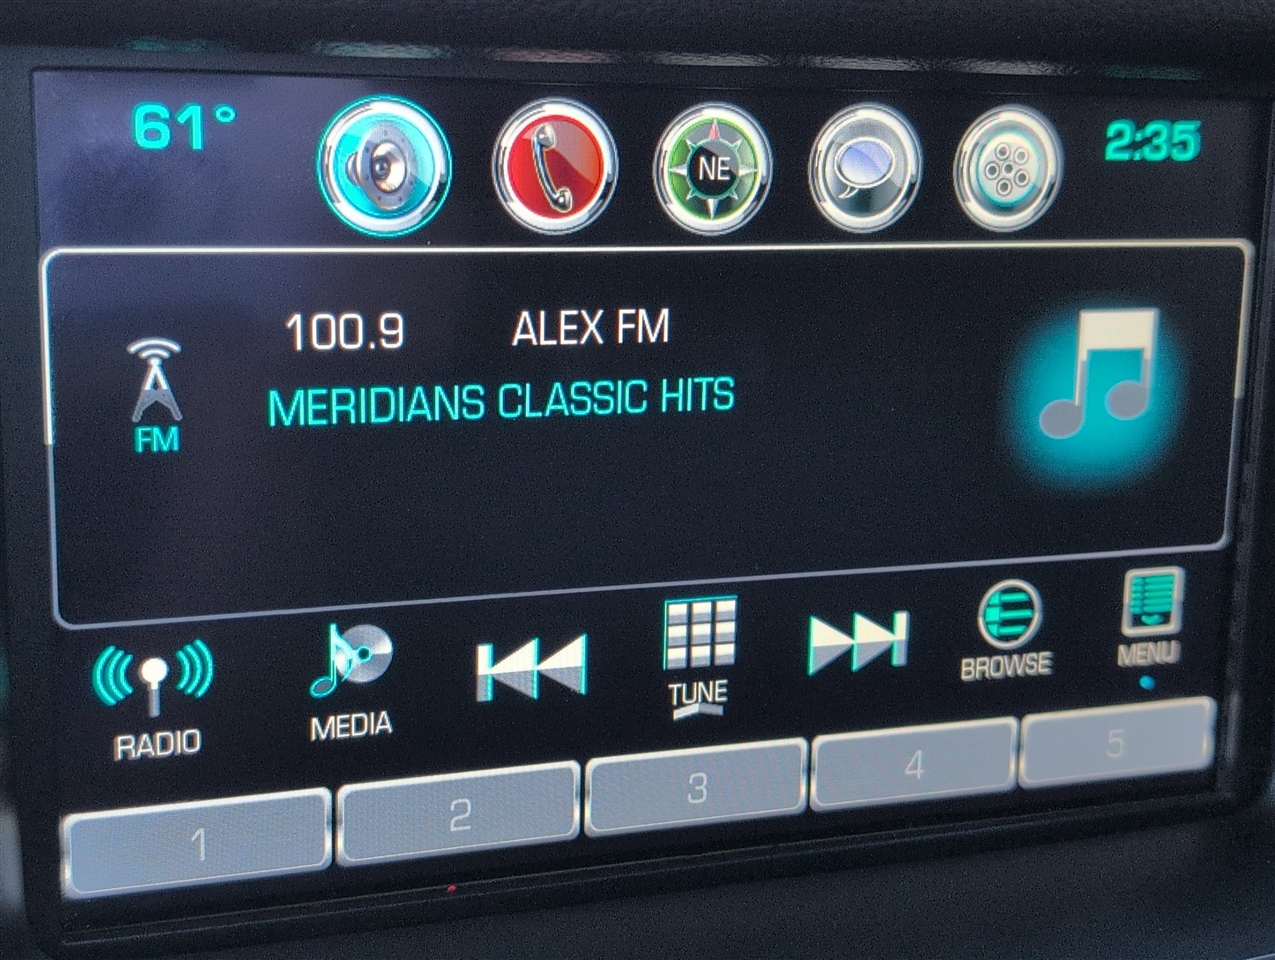 61° NE 2:35
100.9 ALEX FM
MERIDIANS CLASSIC HITS
FM
BROWSE MENU
RADIO MEDIA TUNE
1 2 3 4 5